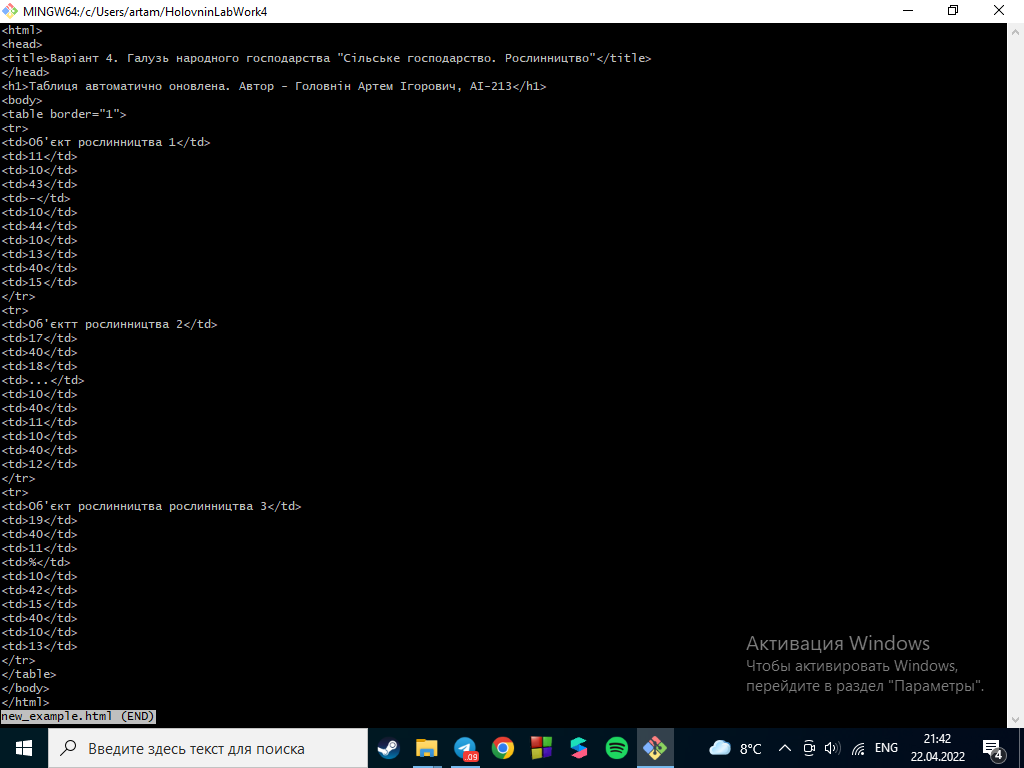 MINGW64:/c/Users/artam/HolovninLabWork4
<html>
<head>
<title>Варіант 4. Галузь народного господарства "Сільське господарство. Рослинництво"</title>
</head>
<h1>Таблиця автоматично оновлена. Автор - Головнін Артем Ігорович, АІ-213</h1>
<body>
<table border="1">
<tr>
<td>Об'єкт рослинництва 1</td>
<td>11</td>
<td>10</td>
<td>43</td>
<td>-</td>
<td>10</td>
<td>44</td>
<td>10</td>
<td>13</td>
<td>40</td>
<td>15</td>
</tr>
<tr>
<td>Об'єктт рослинництва 2</td>
<td>17</td>
<td>40</td>
<td>18</td>
<td>...</td>
<td>10</td>
<td>40</td>
<td>11</td>
<td>10</td>
<td>40</td>
<td>12</td>
</tr>
<tr>
<td>Об'єкт рослинництва рослинництва 3</td>
<td>19</td>
<td>40</td>
<td>11</td>
<td>%</td>
<td>10</td>
<td>42</td>
<td>15</td>
<td>40</td>
<td>10</td>
<td>13</td>
</tr>
</table>
</body>
</html>
new_example.html (END)
Активация Windows
Чтобы активировать Windows,
перейдите в раздел "Параметры".
Введите здесь текст для поиска
.09
8°C
ENG
21:42
22.04.2022
4